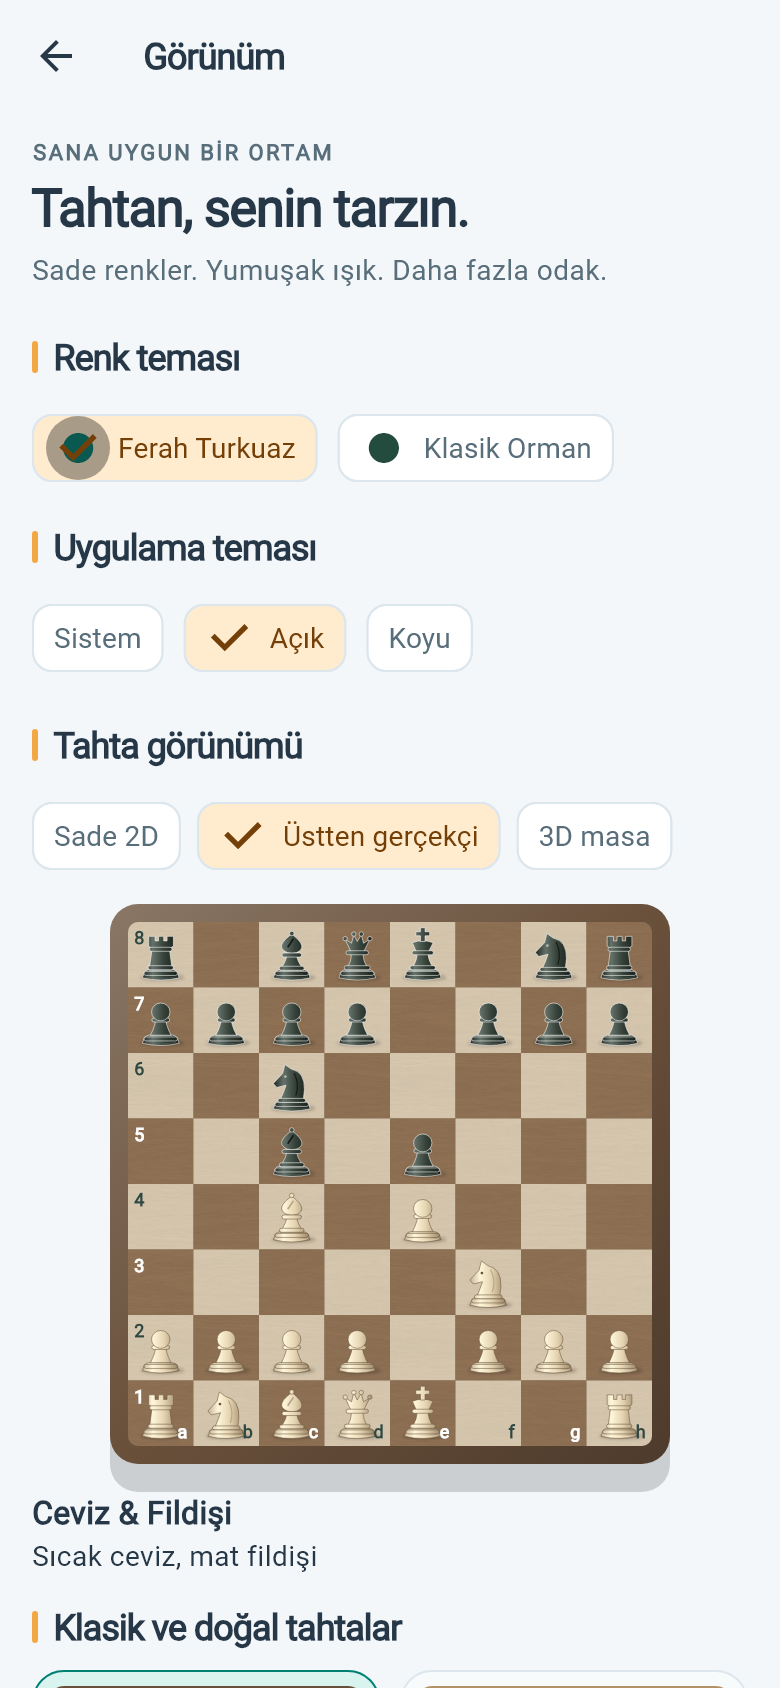 Görünüm
SANA UYGUN BİR ORTAM
Tahtan, senin tarzın.
Sade renkler. Yumuşak ışık. Daha fazla odak.
Renk teması
Ferah Turkuaz
Klasik Orman
Uygulama teması
Sistem
Açık
Koyu
Tahta görünümü
Sade 2D
Üstten gerçekçi
3D masa
8
7
6
5
4
3
2
1
a b c d e f g h
Ceviz & Fildişi
Sıcak ceviz, mat fildişi
Klasik ve doğal tahtalar